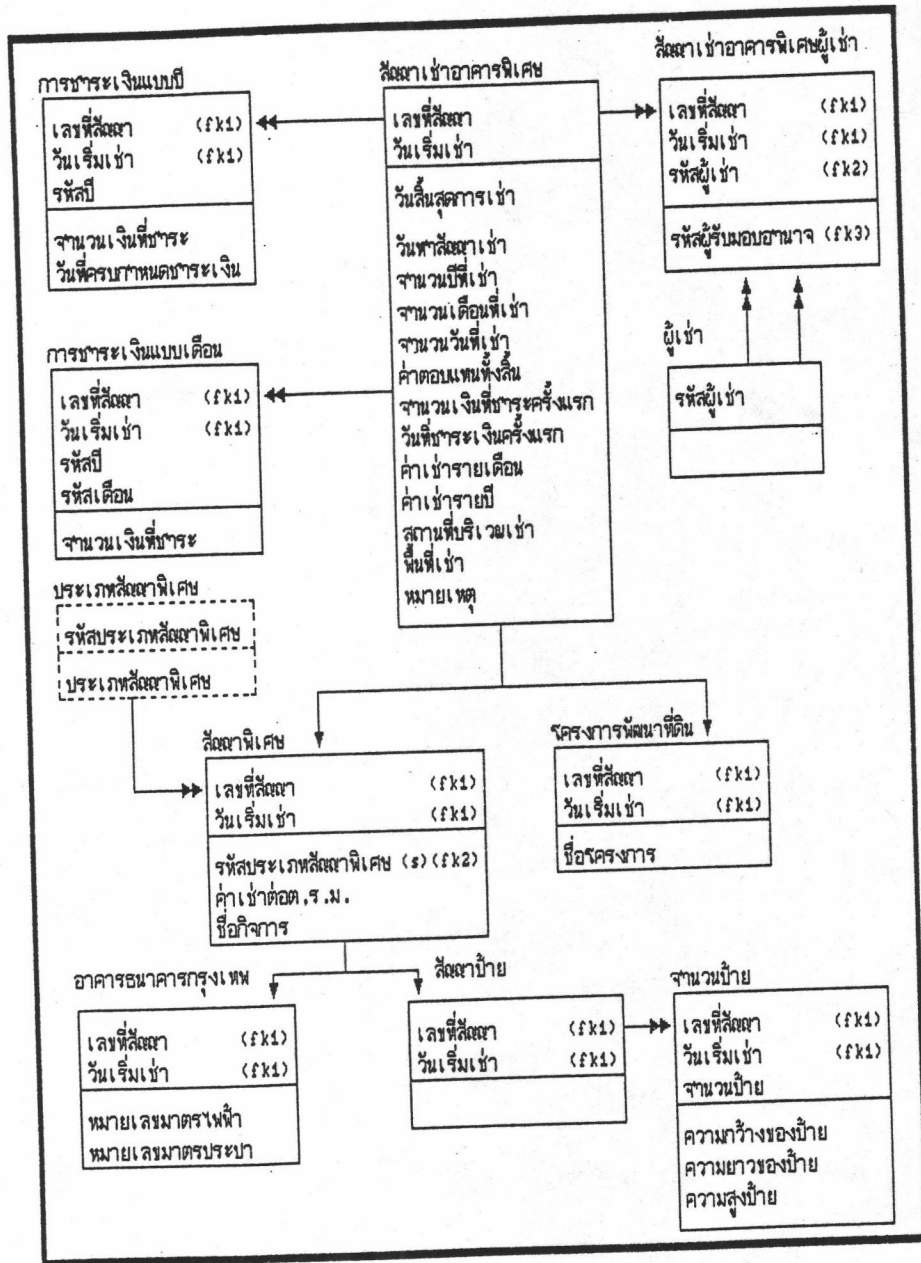 การชำระเงินแบบปี
เลขที่สัญญา (fk1)
วันเริ่มเช่า (fk1)
รหัสปี
จำนวนเงินที่ชำระ
วันที่ครบกำหนดชำระเงิน
สัญญาเช่าอาคารพิเศษ
เลขที่สัญญา
วันเริ่มเช่า
วันสิ้นสุดการเช่า
วันทำสัญญาเช่า
จำนวนปีที่เช่า
จำนวนเดือนที่เช่า
จำนวนวันที่เช่า
ค่าตอบแทนทั้งสิ้น
จำนวนเงินที่ชำระครั้งแรก
วันที่ชำระเงินครั้งแรก
ค่าเช่ารายเดือน
ค่าเช่ารายปี
สถานที่บริเวณเช่า
พื้นที่เช่า
หมายเหตุ
สัญญาเช่าอาคารพิเศษผู้เช่า
เลขที่สัญญา (fk1)
วันเริ่มเช่า (fk1)
รหัสผู้เช่า (fk2)
รหัสผู้รับมอบอำนาจ (fk3)
ผู้เช่า
รหัสผู้เช่า
การชำระเงินแบบเดือน
เลขที่สัญญา (fk1)
วันเริ่มเช่า (fk1)
รหัสปี
รหัสเดือน
จำนวนเงินที่ชำระ
ประเภทสัญญาพิเศษ
รหัสประเภทสัญญาพิเศษ
ประเภทสัญญาพิเศษ
สัญญาพิเศษ
เลขที่สัญญา (fk1)
วันเริ่มเช่า (fk1)
รหัสประเภทสัญญาพิเศษ (s)(fk2)
ค่าเช่าต่อต.ร.ม.
ชื่อกิจการ
โครงการพัฒนาที่ดิน
เลขที่สัญญา (fk1)
วันเริ่มเช่า (fk1)
ชื่อโครงการ
อาคารธนาคารกรุงเทพ
เลขที่สัญญา (fk1)
วันเริ่มเช่า (fk1)
หมายเลขมาตรไฟฟ้า
หมายเลขมาตรประปา
สัญญาป้าย
เลขที่สัญญา (fk1)
วันเริ่มเช่า (fk1)
จำนวนป้าย
เลขที่สัญญา (fk1)
วันเริ่มเช่า (fk1)
จำนวนป้าย
ความกว้างของป้าย
ความยาวของป้าย
ความสูงป้าย